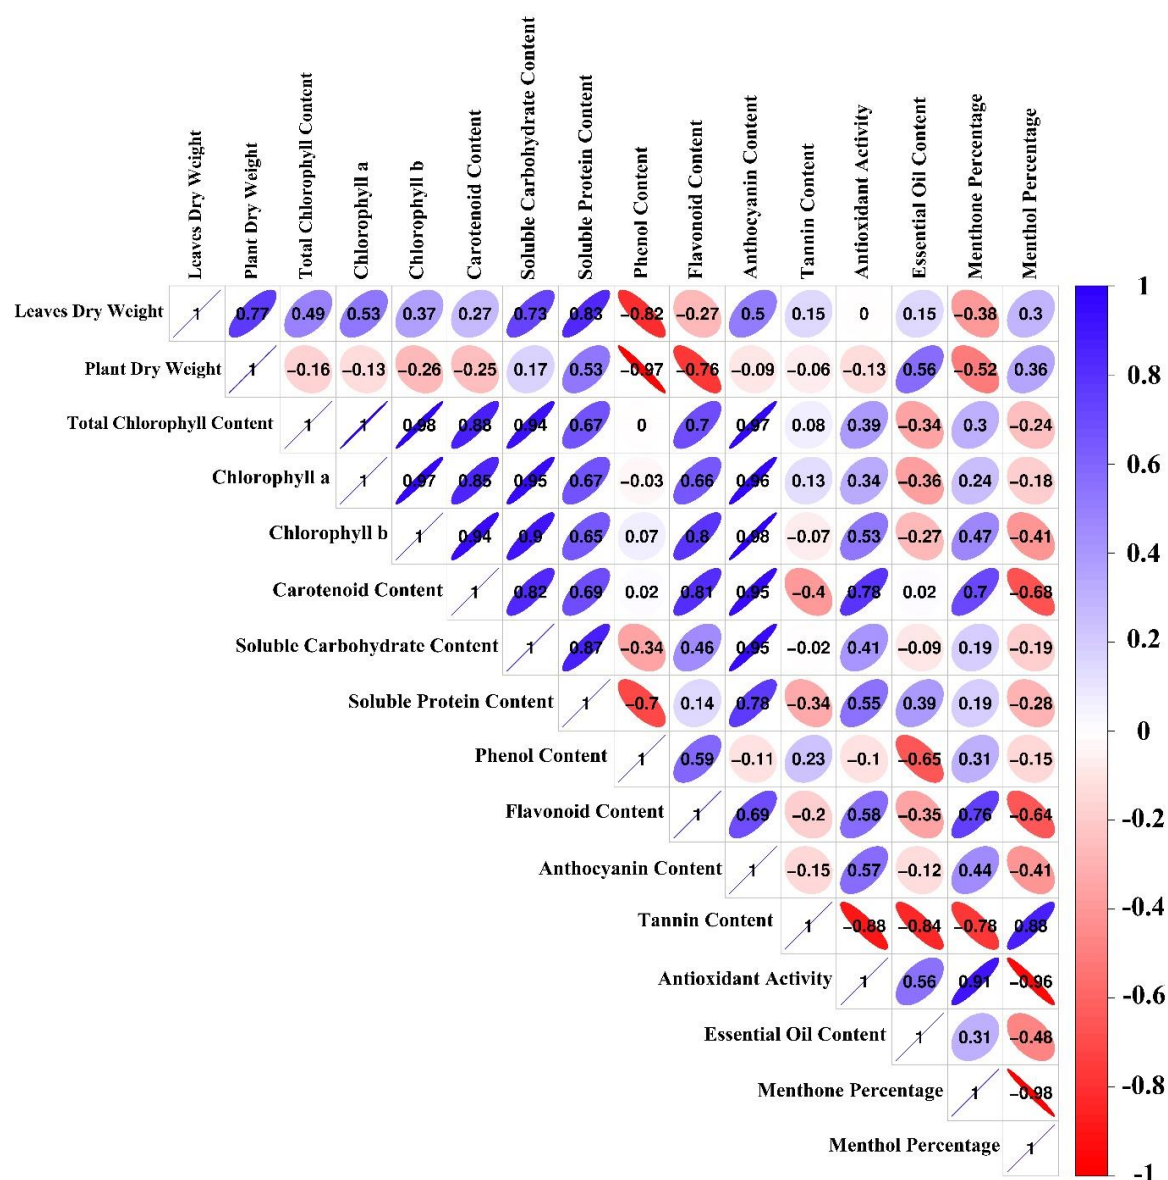 Leaves Dry Weight
Plant Dry Weight
Total Chlorophyll Content
Chlorophyll a
Chlorophyll b
Carotenoid Content
Soluble Carbohydrate Content
Soluble Protein Content
Phenol Content
Flavonoid Content
Anthocyanin Content
Tannin Content
Antioxidant Activity
Essential Oil Content
Menthone Percentage
Menthol Percentage
Leaves Dry Weight 1 0.77 0.49 0.53 0.37 0.27 0.73 0.83 −0.82 −0.27 0.5 0.15 0 0.15 −0.38 0.3
Plant Dry Weight 1 −0.16 −0.13 −0.26 −0.25 0.17 0.53 −0.97 −0.76 −0.09 −0.06 −0.13 0.56 −0.52 0.36
Total Chlorophyll Content 1 1 0.98 0.88 0.94 0.67 0 0.7 0.97 0.08 0.39 −0.34 0.3 −0.24
Chlorophyll a 1 0.97 0.85 0.95 0.67 −0.03 0.66 0.96 0.13 0.34 −0.36 0.24 −0.18
Chlorophyll b 1 0.94 0.9 0.65 0.07 0.8 0.98 −0.07 0.53 −0.27 0.47 −0.41
Carotenoid Content 1 0.82 0.69 0.02 0.81 0.95 −0.4 0.78 0.02 0.7 −0.68
Soluble Carbohydrate Content 1 0.87 −0.34 0.46 0.95 −0.02 0.41 −0.09 0.19 −0.19
Soluble Protein Content 1 −0.7 0.14 0.78 −0.34 0.55 0.39 0.19 −0.28
Phenol Content 1 0.59 −0.11 0.23 −0.1 −0.65 0.31 −0.15
Flavonoid Content 1 0.69 −0.2 0.58 −0.35 0.76 −0.64
Anthocyanin Content 1 −0.15 0.57 −0.12 0.44 −0.41
Tannin Content 1 −0.88 −0.84 −0.78 0.88
Antioxidant Activity 1 0.56 0.91 −0.96
Essential Oil Content 1 0.31 −0.48
Menthone Percentage 1 −0.98
Menthol Percentage 1
1
0.8
0.6
0.4
0.2
0
-0.2
-0.4
-0.6
-0.8
-1